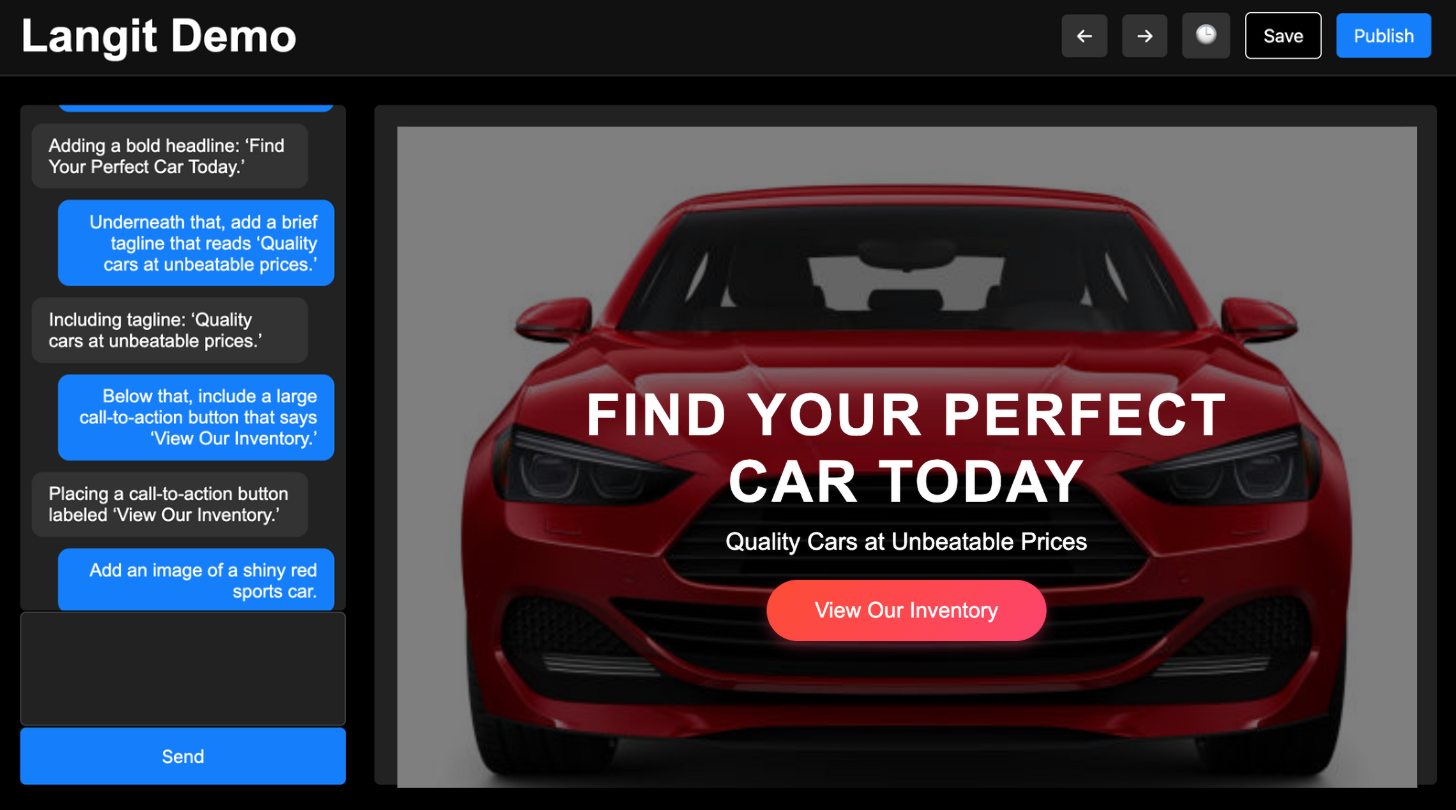 Langit Demo
Save
Publish
Adding a bold headline: ‘Find
Your Perfect Car Today.’
Underneath that, add a brief
tagline that reads ‘Quality
cars at unbeatable prices.’
Including tagline: ‘Quality
cars at unbeatable prices.’
Below that, include a large
call-to-action button that says
‘View Our Inventory.’
Placing a call-to-action button
labeled ‘View Our Inventory.’
Add an image of a shiny red
sports car.
Send
FIND YOUR PERFECT
CAR TODAY
Quality Cars at Unbeatable Prices
View Our Inventory